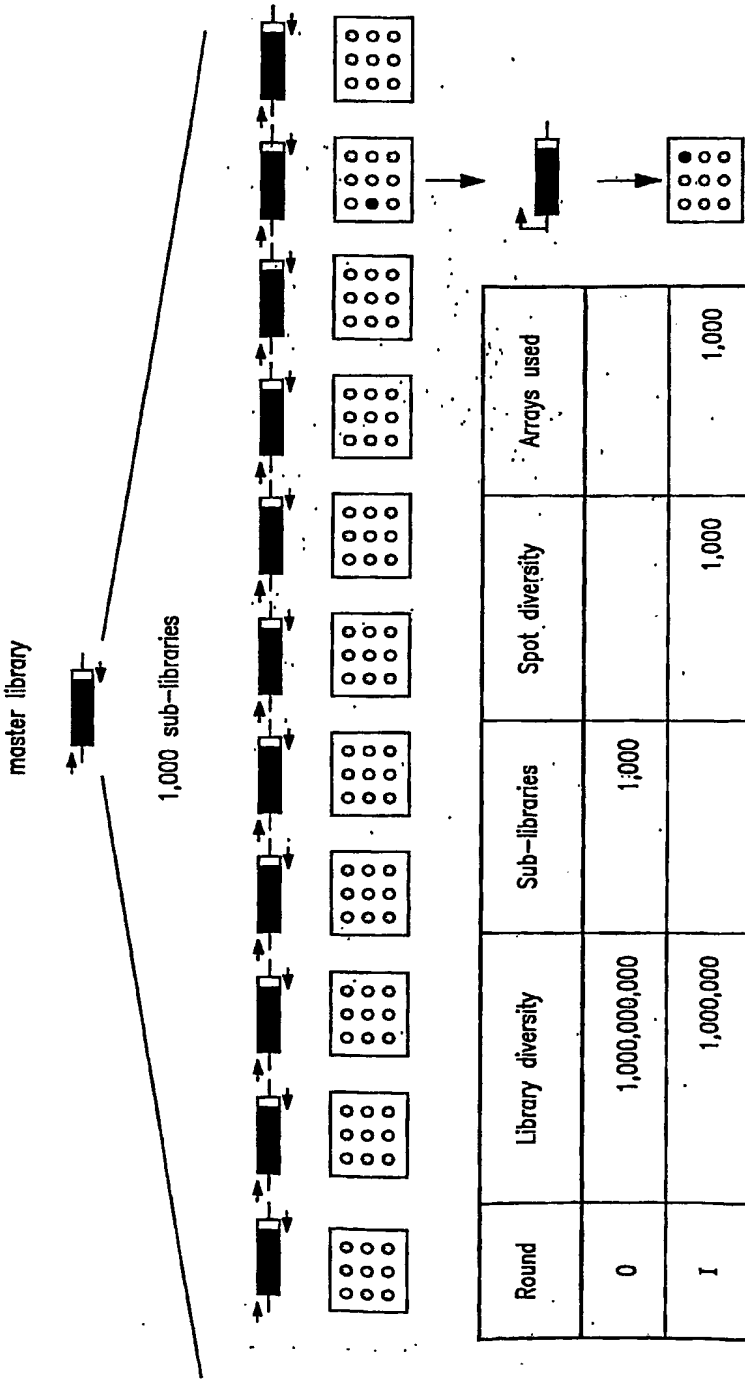 master library
1,000 sub-libraries
Round Library diversity Sub-libraries Spot diversity Arrays used
0 1,000,000,000 1,000
I 1,000,000 1,000 1,000